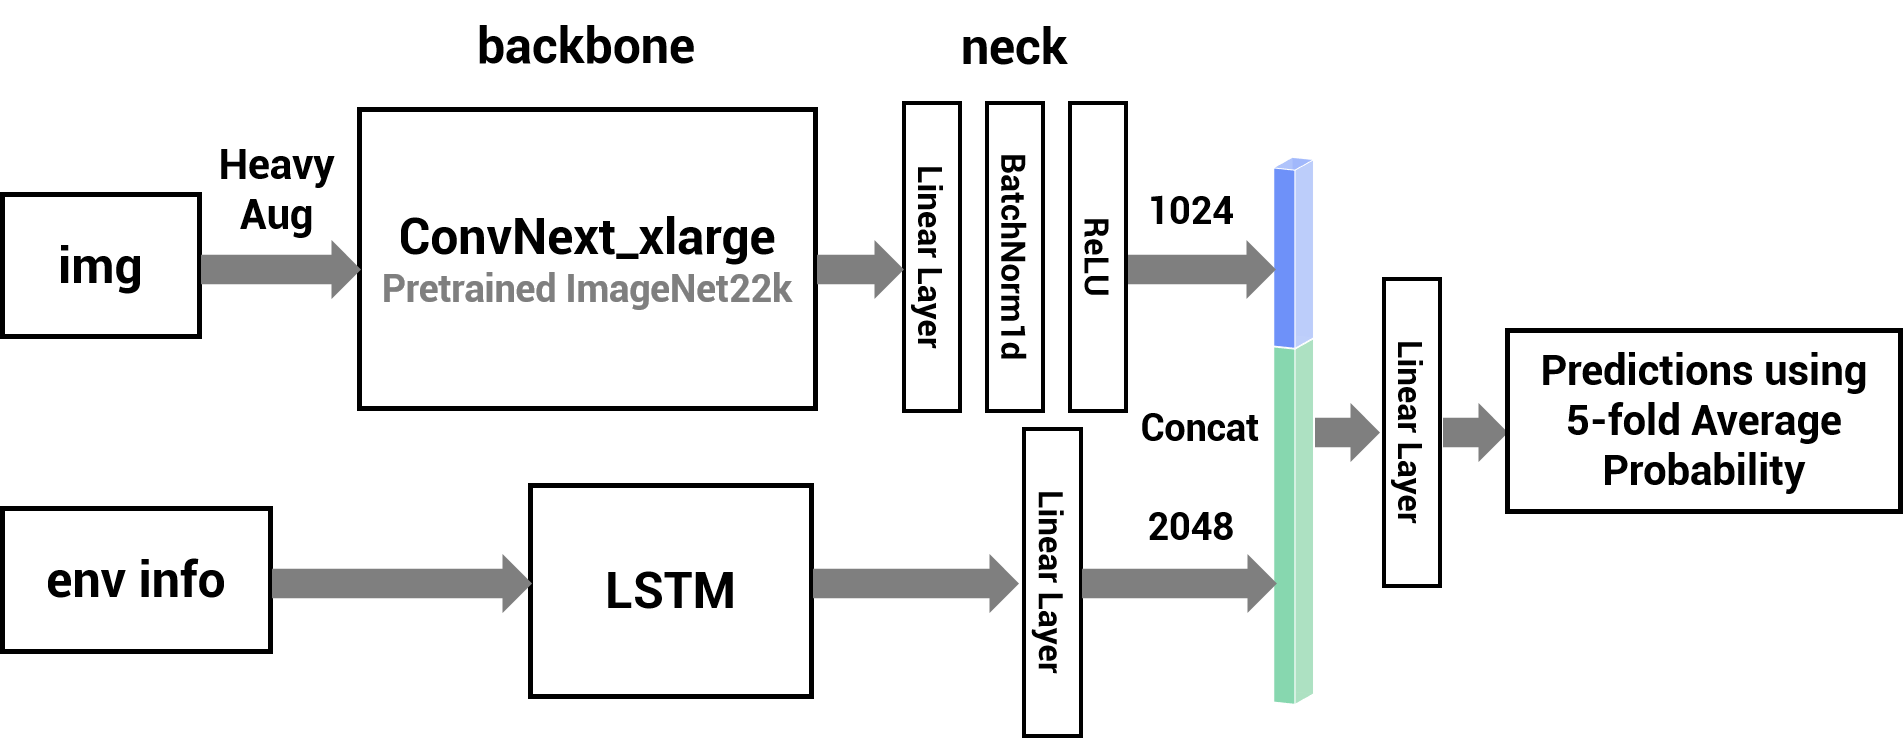 backbone
neck
Heavy
Aug
img
ConvNext_xlarge
Pretrained ImageNet22k
Linear Layer
BatchNorm1d
ReLU
1024
Concat
Linear Layer
Predictions using
5-fold Average
Probability
env info
LSTM
Linear Layer
2048